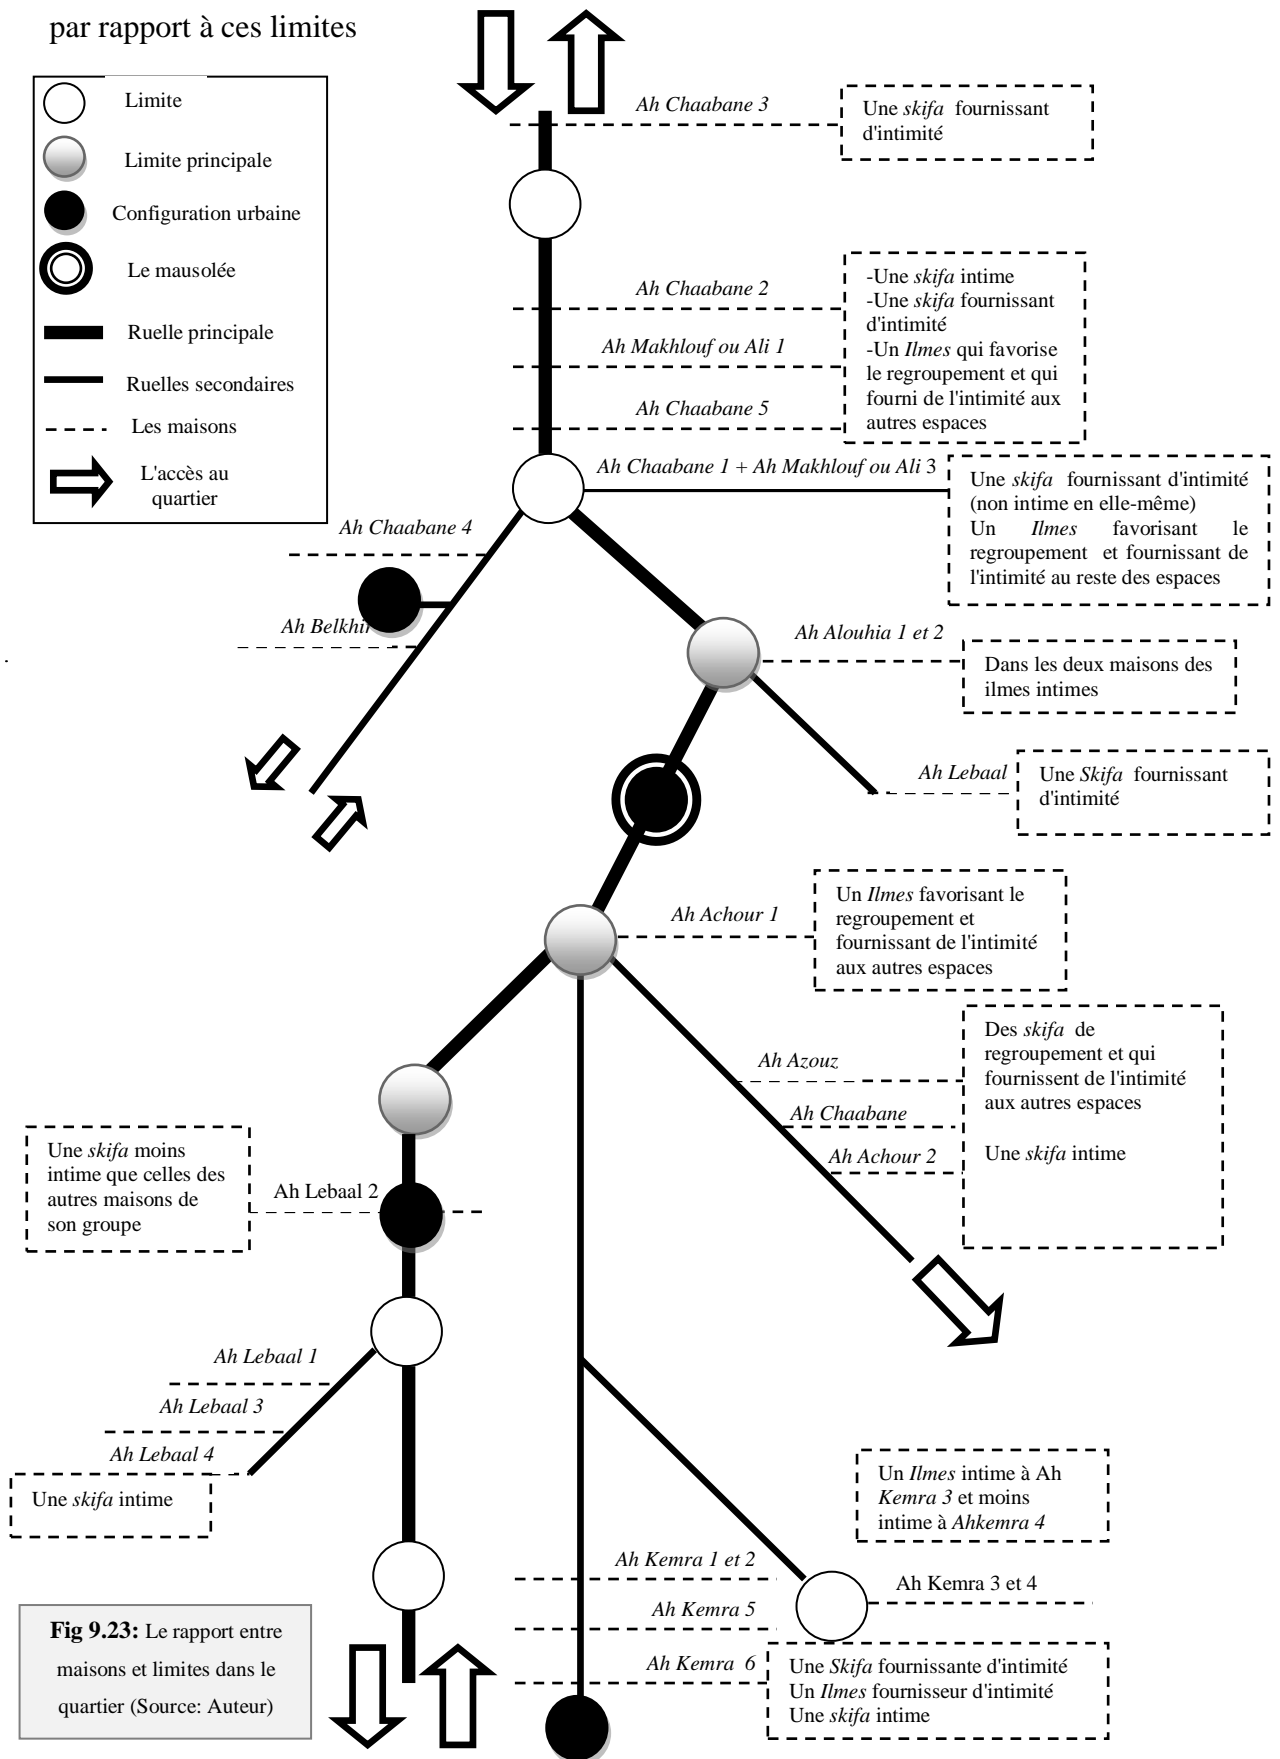 par rapport à ces limites
Limite
Limite principale
Configuration urbaine
Le mausolée
Ruelle principale
Ruelles secondaires
Les maisons
L'accès au
quartier
Ah Chaabane 3
Une skifa fournissant
d'intimité
Ah Chaabane 2
Ah Makhlouf ou Ali 1
Ah Chaabane 5
-Une skifa intime
-Une skifa fournissant
d'intimité
-Un Ilmes qui favorise
le regroupement et qui
fourni de l'intimité aux
autres espaces
Ah Chaabane 1 + Ah Makhlouf ou Ali 3
Une skifa fournissant d'intimité
(non intime en elle-même)
Un Ilmes favorisant le
regroupement et fournissant de
l'intimité au reste des espaces
Ah Chaabane 4
Ah Belkhir
Ah Alouhia 1 et 2
Dans les deux maisons des
ilmes intimes
Ah Lebaal
Une Skifa fournissant
d'intimité
Ah Achour 1
Un Ilmes favorisant le
regroupement et
fournissant de l'intimité
aux autres espaces
Ah Azouz
Ah Chaabane
Ah Achour 2
Des skifa de
regroupement et qui
fournissent de l'intimité
aux autres espaces
Une skifa intime
Une skifa moins
intime que celles des
autres maisons de
son groupe
Ah Lebaal 2
Ah Lebaal 1
Ah Lebaal 3
Ah Lebaal 4
Une skifa intime
Un Ilmes intime à Ah
Kemra 3 et moins
intime à Ahkemra 4
Ah Kemra 1 et 2
Ah Kemra 3 et 4
Ah Kemra 5
Ah Kemra 6
Une Skifa fournissante d'intimité
Un Ilmes fournisseur d'intimité
Une skifa intime
Fig 9.23: Le rapport entre
maisons et limites dans le
quartier (Source: Auteur)